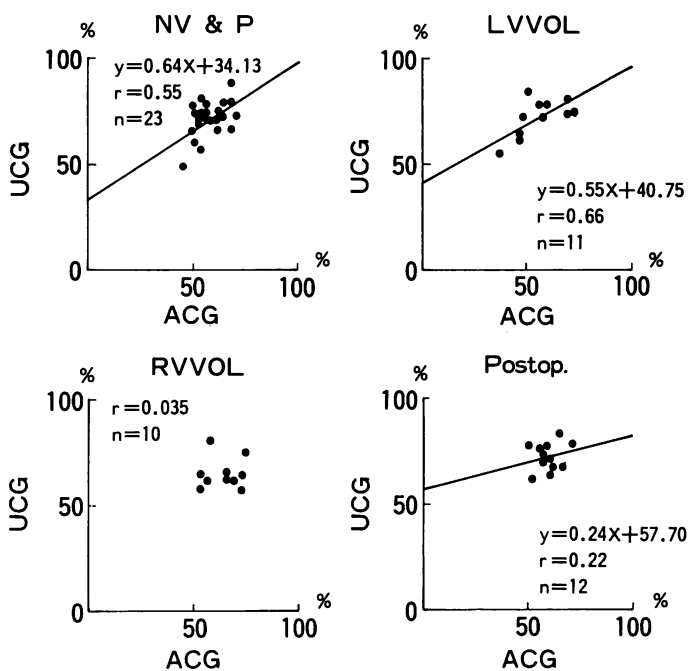 NV & P
%
100
y=0.64X+34.13
r=0.55
n=23
UCG
50
0
50
100
%
ACG
LVVOL
%
100
UCG
50
y=0.55X+40.75
r=0.66
n=11
0
50
100
%
ACG
RVVOL
%
100
r=0.035
n=10
UCG
50
0
50
100
%
ACG
Postop.
%
100
UCG
50
y=0.24X+57.70
r=0.22
n=12
0
50
100
%
ACG